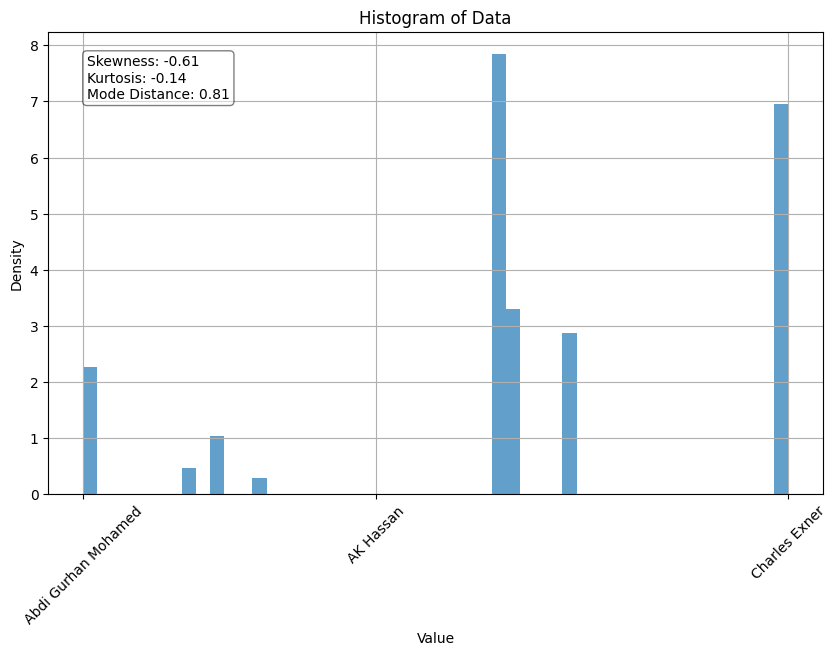 Histogram of Data
Skewness: -0.61
Kurtosis: -0.14
Mode Distance: 0.81
8
7
6
5
4
3
2
1
0
Density
Abdi Gurhan Mohamed
AK Hassan
Charles Exner
Value